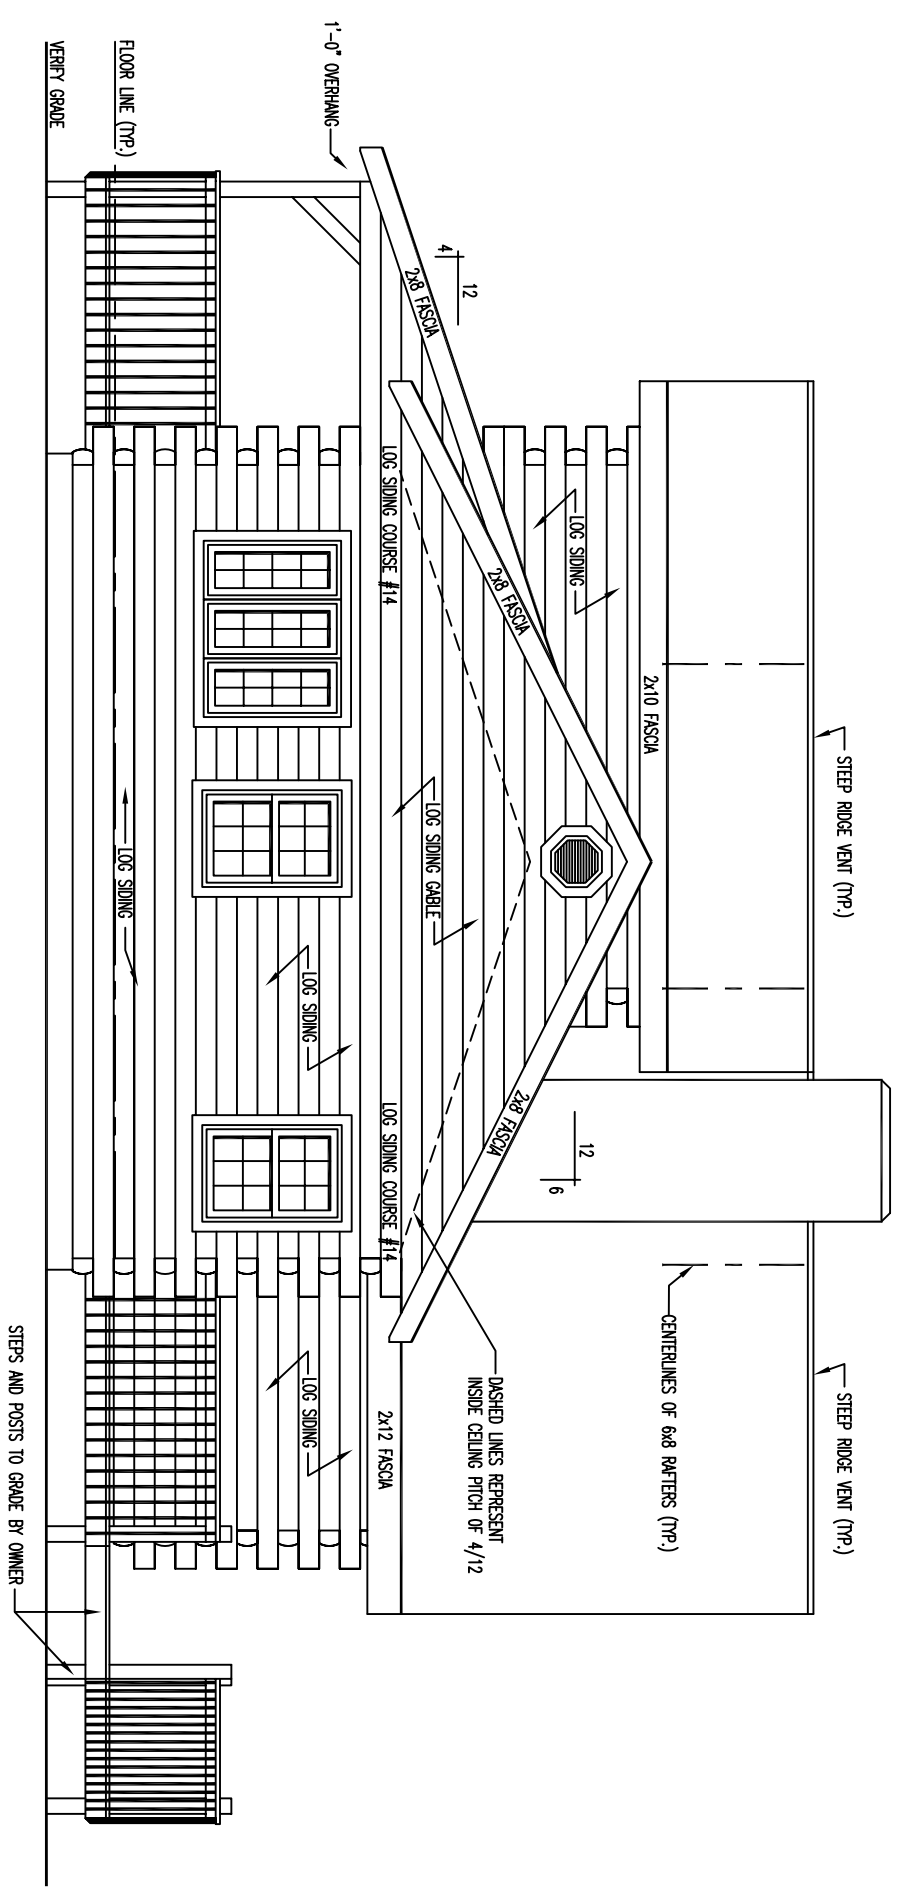 STEEP RIDGE VENT (TYP.)
STEEP RIDGE VENT (TYP.)
2x10 FASCIA
CENTERLINES OF 6x8 RAFTERS (TYP.)
LOG SIDING
12
6
2x8 FASCIA
2x8 FASCIA
DASHED LINES REPRESENT
INSIDE CEILING PITCH OF 4/12
12
4
2x8 FASCIA
LOG SIDING GABLE
1'-0" OVERHANG
LOG SIDING COURSE #14
LOG SIDING COURSE #14
2x12 FASCIA
LOG SIDING
LOG SIDING
FLOOR LINE (TYP.)
LOG SIDING
VERIFY GRADE
STEPS AND POSTS TO GRADE BY OWNER